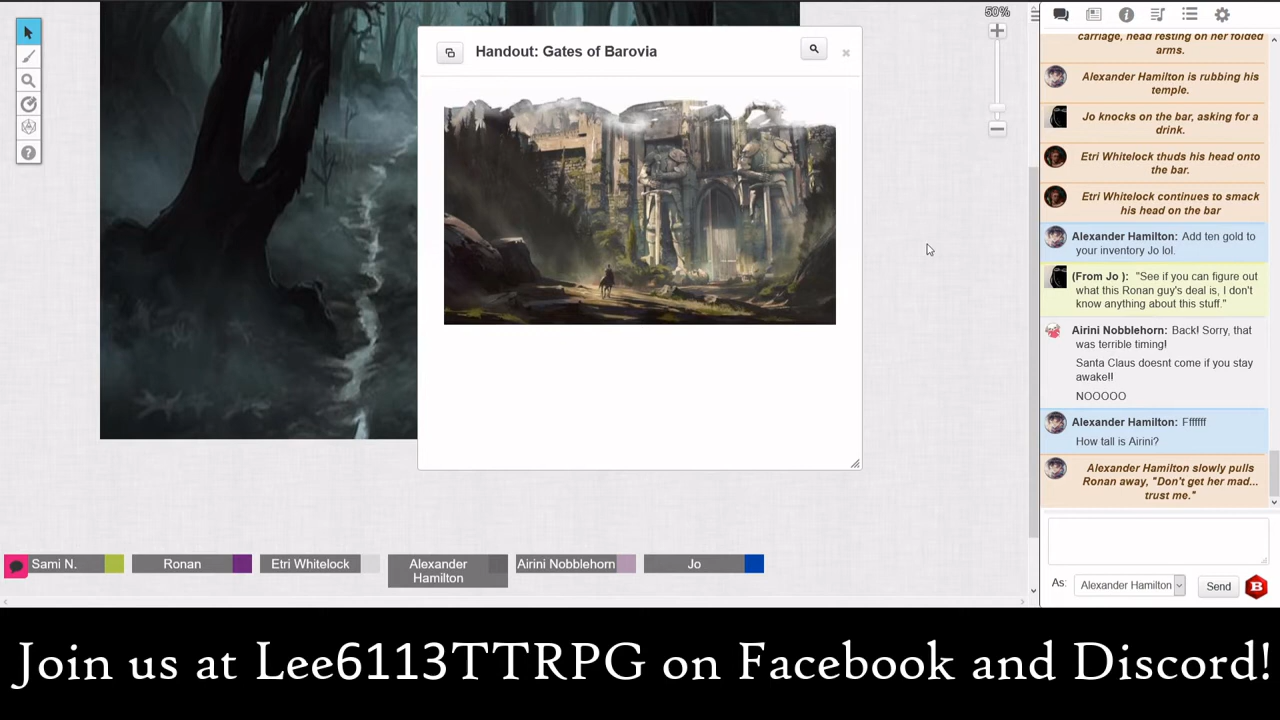 50%
Handout: Gates of Barovia
carriage, head resting on her folded
arms.
Alexander Hamilton is rubbing his
temple.
Jo knocks on the bar, asking for a
drink.
Etri Whitelock thuds his head onto
the bar.
Etri Whitelock continues to smack
his head on the bar
Alexander Hamilton: Add ten gold to
your inventory Jo lol.
(From Jo ): "See if you can figure out
what this Ronan guy's deal is, I don't
know anything about this stuff."
Airini Nobblehorn: Back! Sorry, that
was terrible timing!
Santa Claus doesnt come if you stay
awake!!
NOOOOO
Alexander Hamilton: Fffffff
How tall is Airini?
Alexander Hamilton slowly pulls
Ronan away, "Don't get her mad...
trust me."
Sami N.
Ronan
Etri Whitelock
Alexander
Hamilton
Airini Nobblehorn
Jo
As:
Alexander Hamilton
Send
B
Join us at Lee6113TTRPG on Facebook and Discord!